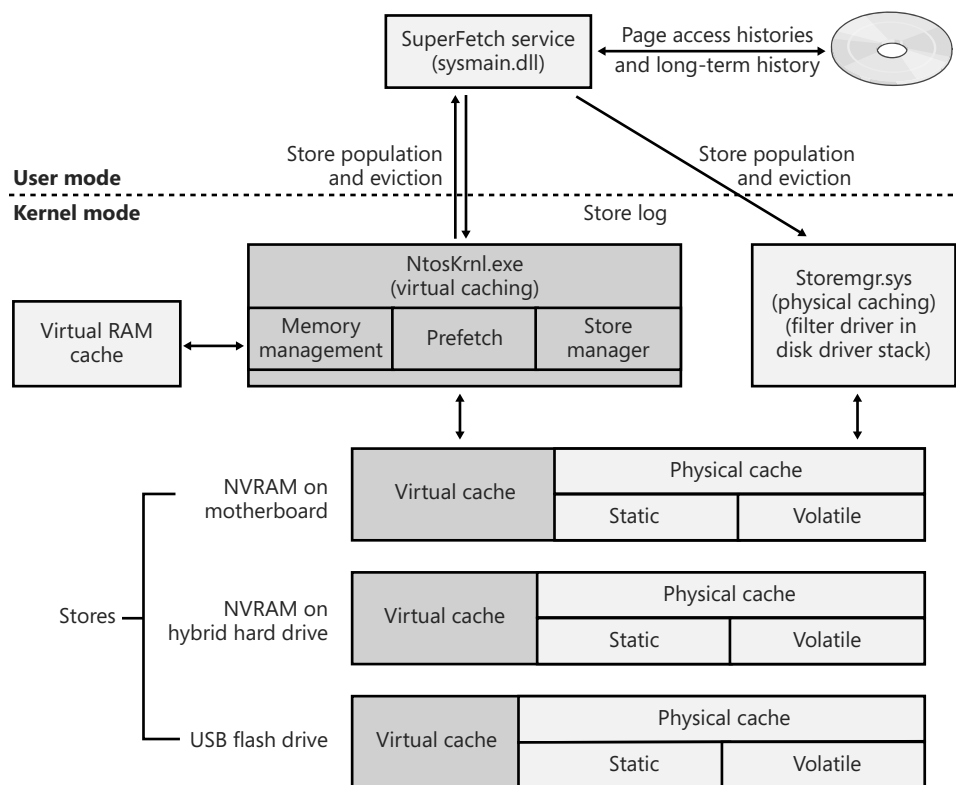 SuperFetch service
(sysmain.dll)
Page access histories
and long-term history
Store population
and eviction
Store population
and eviction
User mode
Kernel mode
Store log
NtosKrnl.exe
(virtual caching)
Memory
management
Prefetch
Store
manager
Virtual RAM
cache
Storemgr.sys
(physical caching)
(filter driver in
disk driver stack)
Stores
NVRAM on
motherboard
Virtual cache
Physical cache
Static
Volatile
NVRAM on
hybrid hard drive
Virtual cache
Physical cache
Static
Volatile
USB flash drive
Virtual cache
Physical cache
Static
Volatile